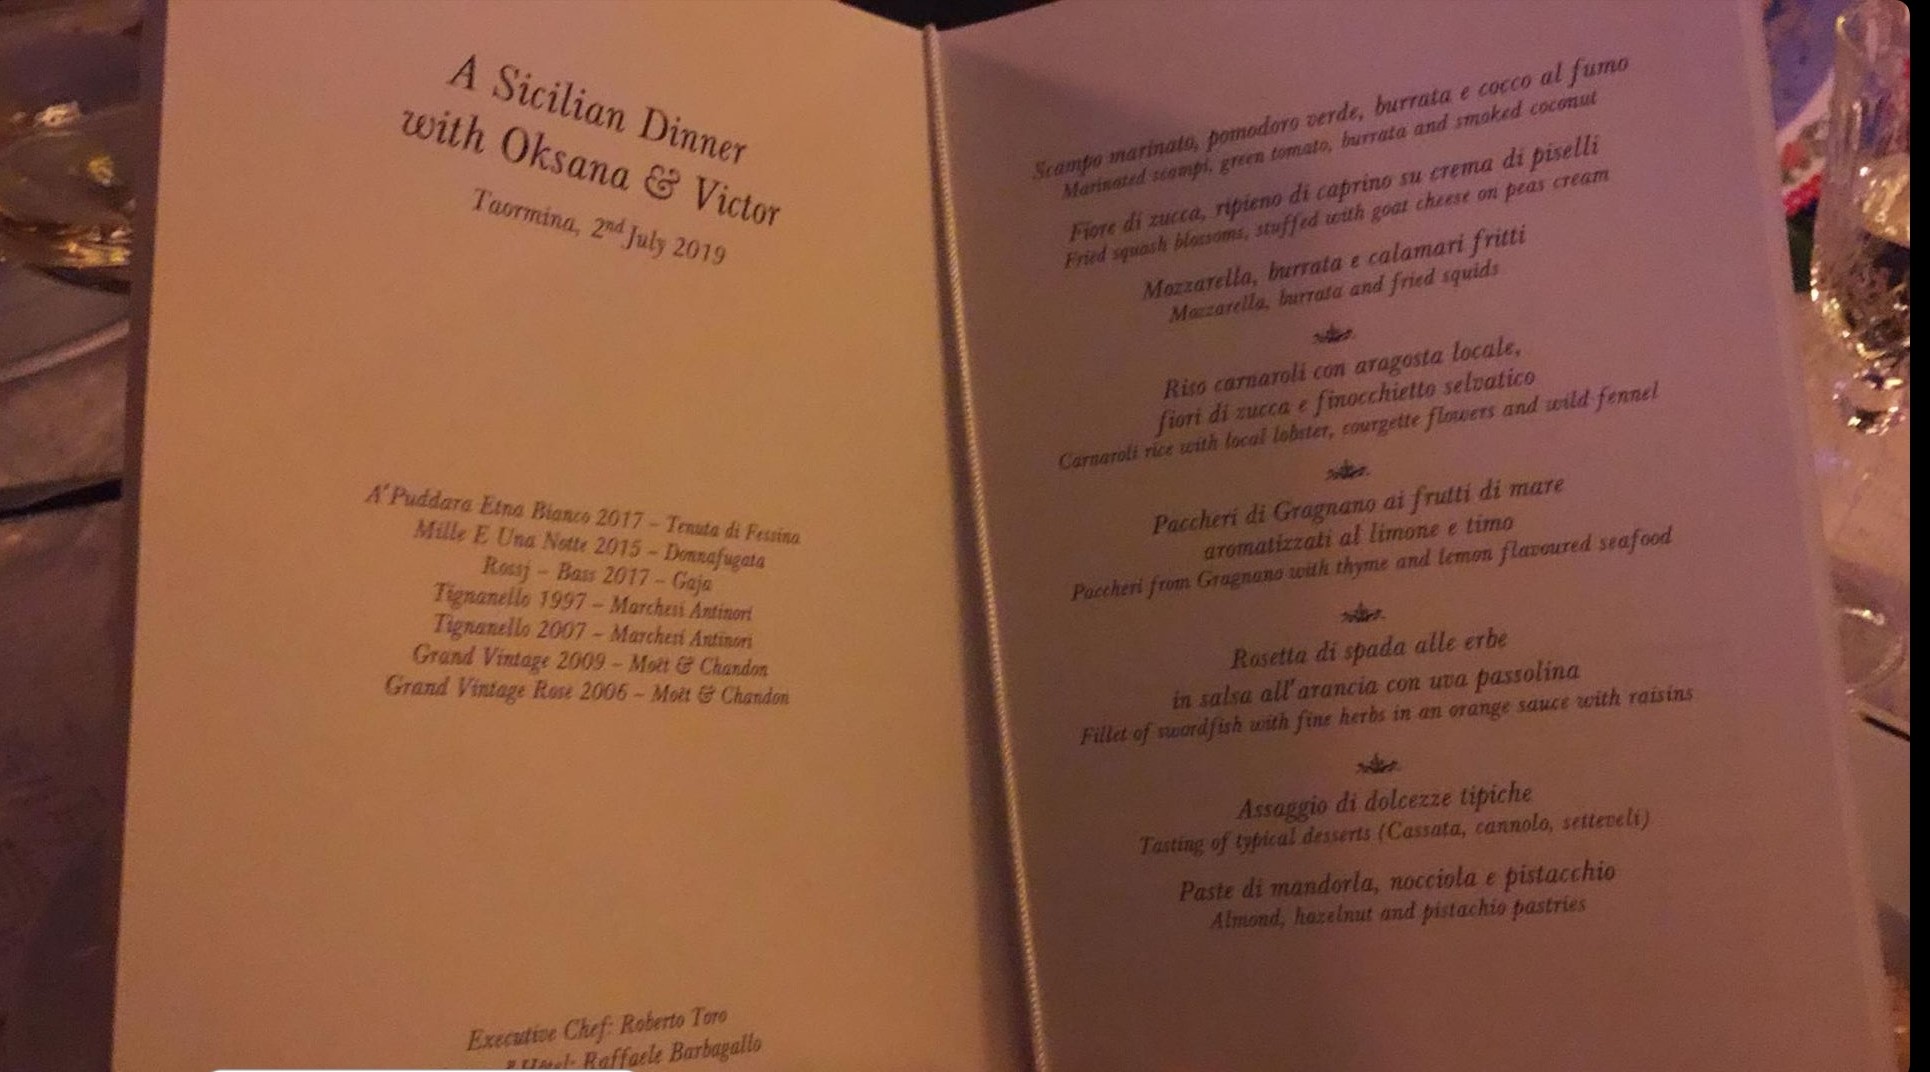 A Sicilian Dinner
with Oksana & Victor
Taormina, 2nd July 2019
A'Puddara Etna Bianco 2017 – Tenuta di Fessina
Mille E Una Notte 2015 – Donnafugata
Rossj – Bass 2017 – Gaja
Tignanello 1997 – Marchesi Antinori
Tignanello 2007 – Marchesi Antinori
Grand Vintage 2009 – Moët & Chandon
Grand Vintage Rosé 2006 – Moët & Chandon
Executive Chef: Roberto Toro
Raffaele Barbagallo
Scampo marinato, pomodoro verde, burrata e cocco al fumo
Marinated scampi, green tomato, burrata and smoked coconut
Fiore di zucca, ripieno di caprino su crema di piselli
Fried squash blossoms, stuffed with goat cheese on peas cream
Mozzarella, burrata e calamari fritti
Mozzarella, burrata and fried squids
Riso carnaroli con aragosta locale,
fiori di zucca e finocchietto selvatico
Carnaroli rice with local lobster, courgette flowers and wild fennel
Paccheri di Gragnano ai frutti di mare
aromatizzati al limone e timo
Paccheri from Gragnano with thyme and lemon flavoured seafood
Rosetta di spada alle erbe
in salsa all'arancia con uva passolina
Fillet of swordfish with fine herbs in an orange sauce with raisins
Assaggio di dolcezze tipiche
Tasting of typical desserts (Cassata, cannolo, setteveli)
Paste di mandorla, nocciola e pistacchio
Almond, hazelnut and pistachio pastries